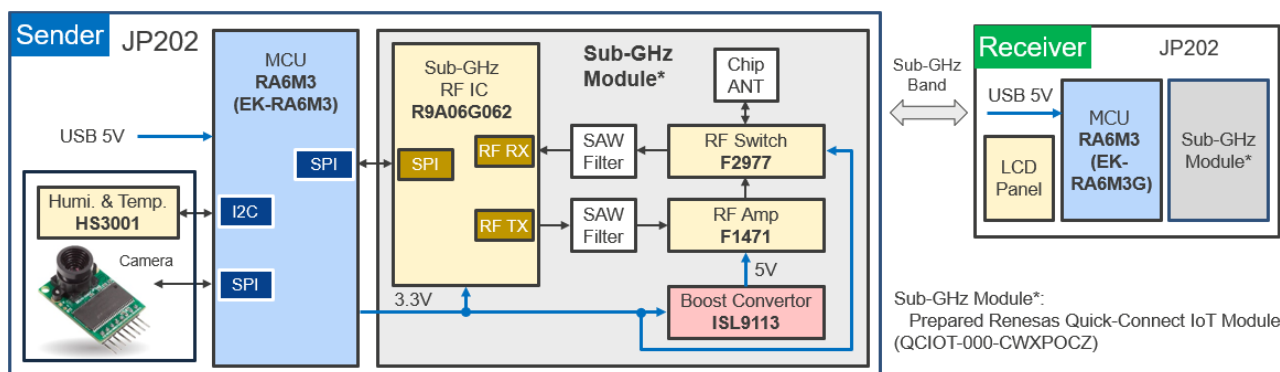 Sender
JP202
MCU
RA6M3
(EK-RA6M3)
USB 5V
SPI
Humi. & Temp.
HS3001
I2C
Camera
SPI
Sub-GHz
RF IC
R9A06G062
SPI
RF RX
RF TX
3.3V
Sub-GHz
Module*
Chip
ANT
SAW
Filter
RF Switch
F2977
SAW
Filter
RF Amp
F1471
5V
Boost Convertor
ISL9113
Sub-GHz
Band
Receiver
JP202
USB 5V
LCD
Panel
MCU
RA6M3
(EK-
RA6M3G)
Sub-GHz
Module*
Sub-GHz Module*:
Prepared Renesas Quick-Connect IoT Module
(QCIOT-000-CWXPOCZ)